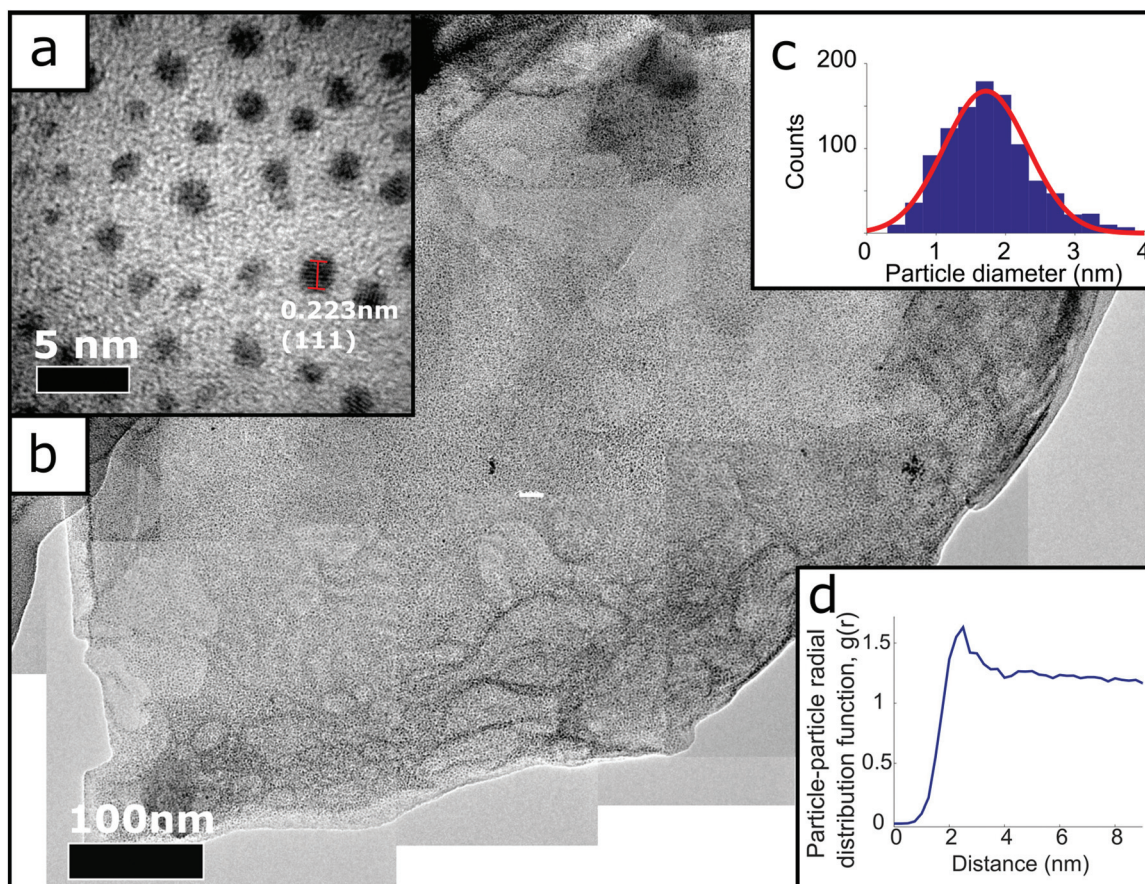 a
0.223nm
(111)
5 nm
b
100nm
c
200
100
0
Counts
0 1 2 3 4
Particle diameter (nm)
d
1.5
1
0.5
0
Particle-particle radial
distribution function, g(r)
0 2 4 6 8
Distance (nm)